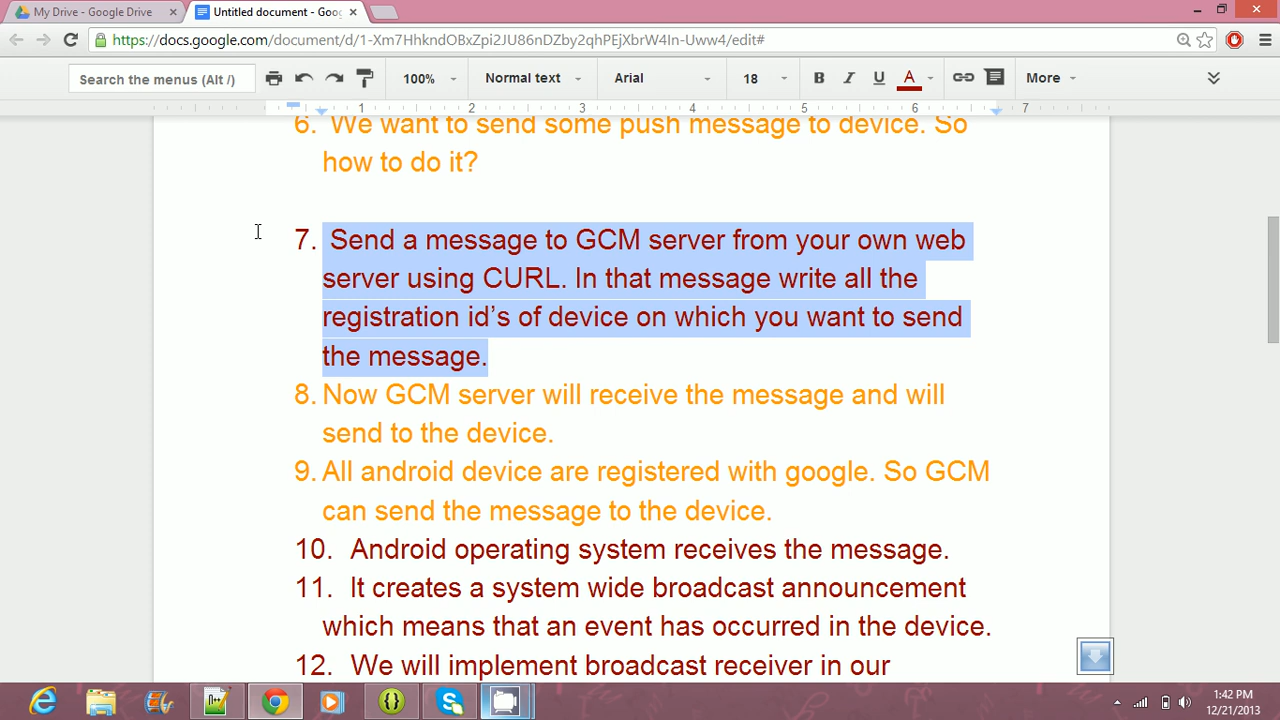 My Drive - Google Drive
Untitled document - Goo
https://docs.google.com/document/d/1-Xm7HhkndOBxZpi2JU86nDZby2qhPEjXbrW4In-Uww4/edit#
Search the menus (Alt /)
100%
Normal text
Arial
18
B I U A
More
1 2 3 4 5 6 7
6. We want to send some push message to device. So
how to do it?
7. Send a message to GCM server from your own web
server using CURL. In that message write all the
registration id’s of device on which you want to send
the message.
8. Now GCM server will receive the message and will
send to the device.
9. All android device are registered with google. So GCM
can send the message to the device.
10. Android operating system receives the message.
11. It creates a system wide broadcast announcement
which means that an event has occurred in the device.
12. We will implement broadcast receiver in our
1:42 PM
12/21/2013